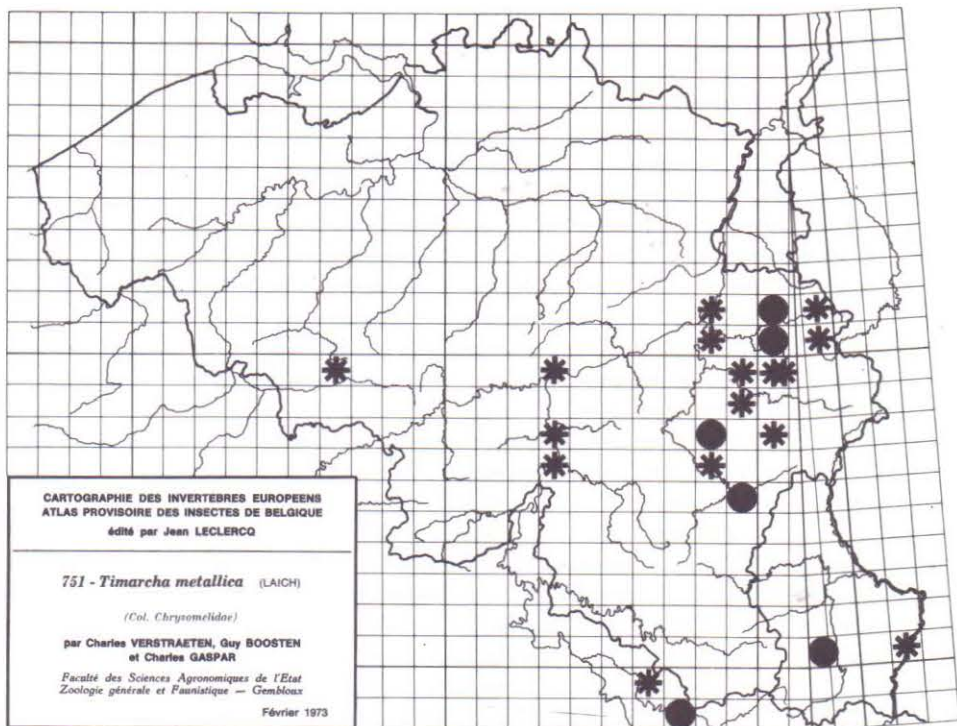 CARTOGRAPHIE DES INVERTEBRES EUROPEENS
ATLAS PROVISOIRE DES INSECTES DE BELGIQUE
édité par Jean LECLERCQ
751 - Timarcha metallica (LAICH)
(Col. Chrysomelidae)
par Charles VERSTRAETEN, Guy BOOSTEN
et Charles GASPAR
Faculté des Sciences Agronomiques de l'Etat
Zoologie générale et Faunistique — Gembloux
Février 1973